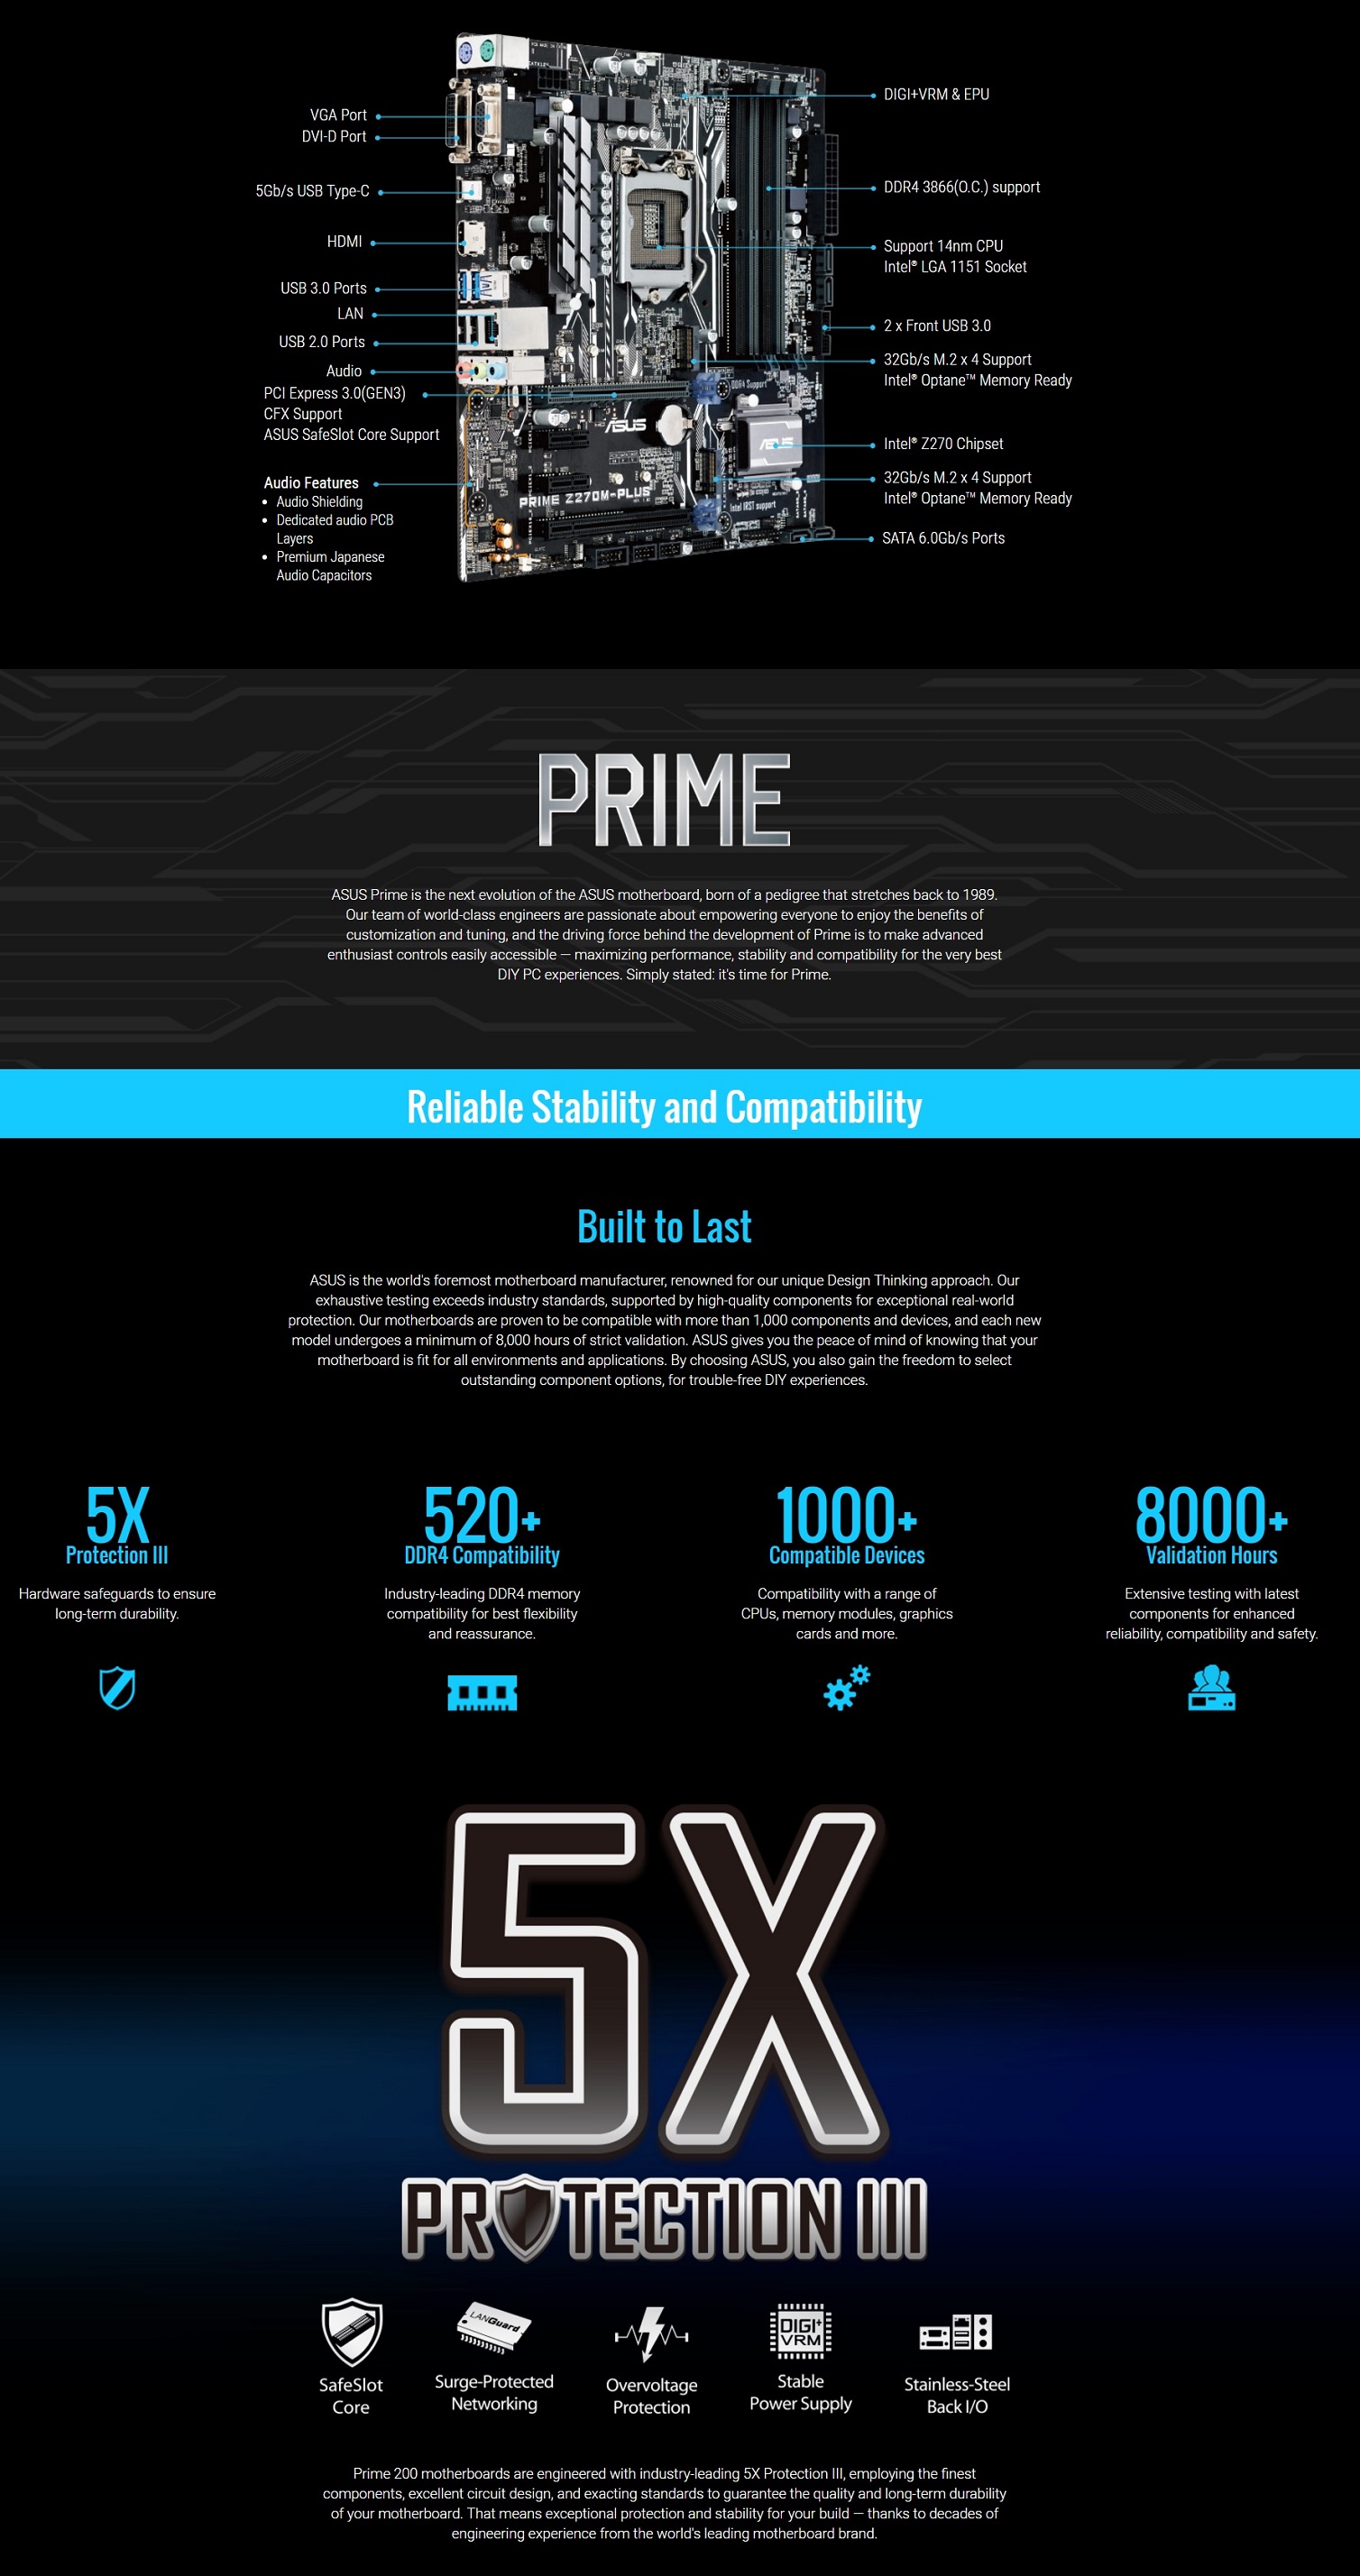 VGA Port
DVI-D Port
5Gb/s USB Type-C
HDMI
USB 3.0 Ports
LAN
USB 2.0 Ports
Audio
PCI Express 3.0(GEN3)
CFX Support
ASUS SafeSlot Core Support
Audio Features
• Audio Shielding
• Dedicated audio PCB
Layers
• Premium Japanese
Audio Capacitors
DIGI+VRM & EPU
DDR4 3866(O.C.) support
Support 14nm CPU
Intel® LGA 1151 Socket
2 x Front USB 3.0
32Gb/s M.2 x 4 Support
Intel® Optane™ Memory Ready
Intel® Z270 Chipset
32Gb/s M.2 x 4 Support
Intel® Optane™ Memory Ready
SATA 6.0Gb/s Ports
DDR4 Support
ASUS
ASUS
PRIME Z270M-PLUS
Intel IRST support
PRIME
ASUS Prime is the next evolution of the ASUS motherboard, born of a pedigree that stretches back to 1989.
Our team of world-class engineers are passionate about empowering everyone to enjoy the benefits of
customization and tuning, and the driving force behind the development of Prime is to make advanced
enthusiast controls easily accessible — maximizing performance, stability and compatibility for the very best
DIY PC experiences. Simply stated: it's time for Prime.
Reliable Stability and Compatibility
Built to Last
ASUS is the world's foremost motherboard manufacturer, renowned for our unique Design Thinking approach. Our
exhaustive testing exceeds industry standards, supported by high-quality components for exceptional real-world
protection. Our motherboards are proven to be compatible with more than 1,000 components and devices, and each new
model undergoes a minimum of 8,000 hours of strict validation. ASUS gives you the peace of mind of knowing that your
motherboard is fit for all environments and applications. By choosing ASUS, you also gain the freedom to select
outstanding component options, for trouble-free DIY experiences.
5X
Protection III
Hardware safeguards to ensure
long-term durability.
520+
DDR4 Compatibility
Industry-leading DDR4 memory
compatibility for best flexibility
and reassurance.
1000+
Compatible Devices
Compatibility with a range of
CPUs, memory modules, graphics
cards and more.
8000+
Validation Hours
Extensive testing with latest
components for enhanced
reliability, compatibility and safety.
5X
PROTECTION III
SafeSlot
Core
LANGuard
Surge-Protected
Networking
Overvoltage
Protection
DIGI+
VRM
Stable
Power Supply
Stainless-Steel
Back I/O
Prime 200 motherboards are engineered with industry-leading 5X Protection III, employing the finest
components, excellent circuit design, and exacting standards to guarantee the quality and long-term durability
of your motherboard. That means exceptional protection and stability for your build — thanks to decades of
engineering experience from the world's leading motherboard brand.